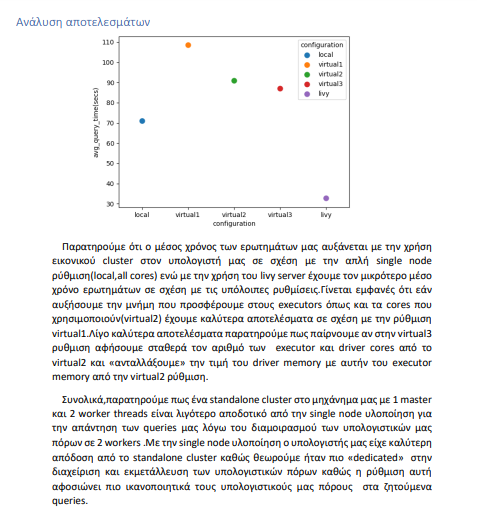 Ανάλυση αποτελεσμάτων
110
100
90
80
70
60
50
40
30
avg_query_time(secs)
configuration
local
virtual1
virtual2
virtual3
livy
local virtual1 virtual2 virtual3 livy
configuration
Παρατηρούμε ότι ο μέσος χρόνος των ερωτημάτων μας αυξάνεται με την χρήση
εικονικού cluster στον υπολογιστή μας σε σχέση με την απλή single node
ρύθμιση(local,all cores) ενώ με την χρήση του livy server έχουμε τον μικρότερο μέσο
χρόνο ερωτημάτων σε σχέση με τις υπόλοιπες ρυθμίσεις.Γίνεται εμφανές ότι εάν
αυξήσουμε την μνήμη που προσφέρουμε στους executors όπως και τα cores που
χρησιμοποιούν(virtual2) έχουμε καλύτερα αποτελέσματα σε σχέση με την ρύθμιση
virtual1.Λίγο καλύτερα αποτελέσματα παρατηρούμε πως παίρνουμε αν στην virtual3
ρυθμιση αφήσουμε σταθερά τον αριθμό των executor και driver cores από το
virtual2 και «ανταλλάξουμε» την τιμή του driver memory με αυτήν του executor
memory από την virtual2 ρύθμιση.
Συνολικά,παρατηρούμε πως ένα standalone cluster στο μηχάνημα μας με 1 master
και 2 worker threads είναι λιγότερο αποδοτικό από την single node υλοποίηση για
την απάντηση των queries μας λόγω του διαμοιρασμού των υπολογιστικών μας
πόρων σε 2 workers .Με την single node υλοποίηση ο υπολογιστής μας είχε καλύτερη
απόδοση από το standalone cluster καθώς θεωρούμε ήταν πιο «dedicated» στην
διαχείριση και εκμετάλλευση των υπολογιστικών πόρων καθώς η ρύθμιση αυτή
αφοσιώνει πιο ικανοποιητικά τους υπολογιστικούς μας πόρους στα ζητούμενα
queries.